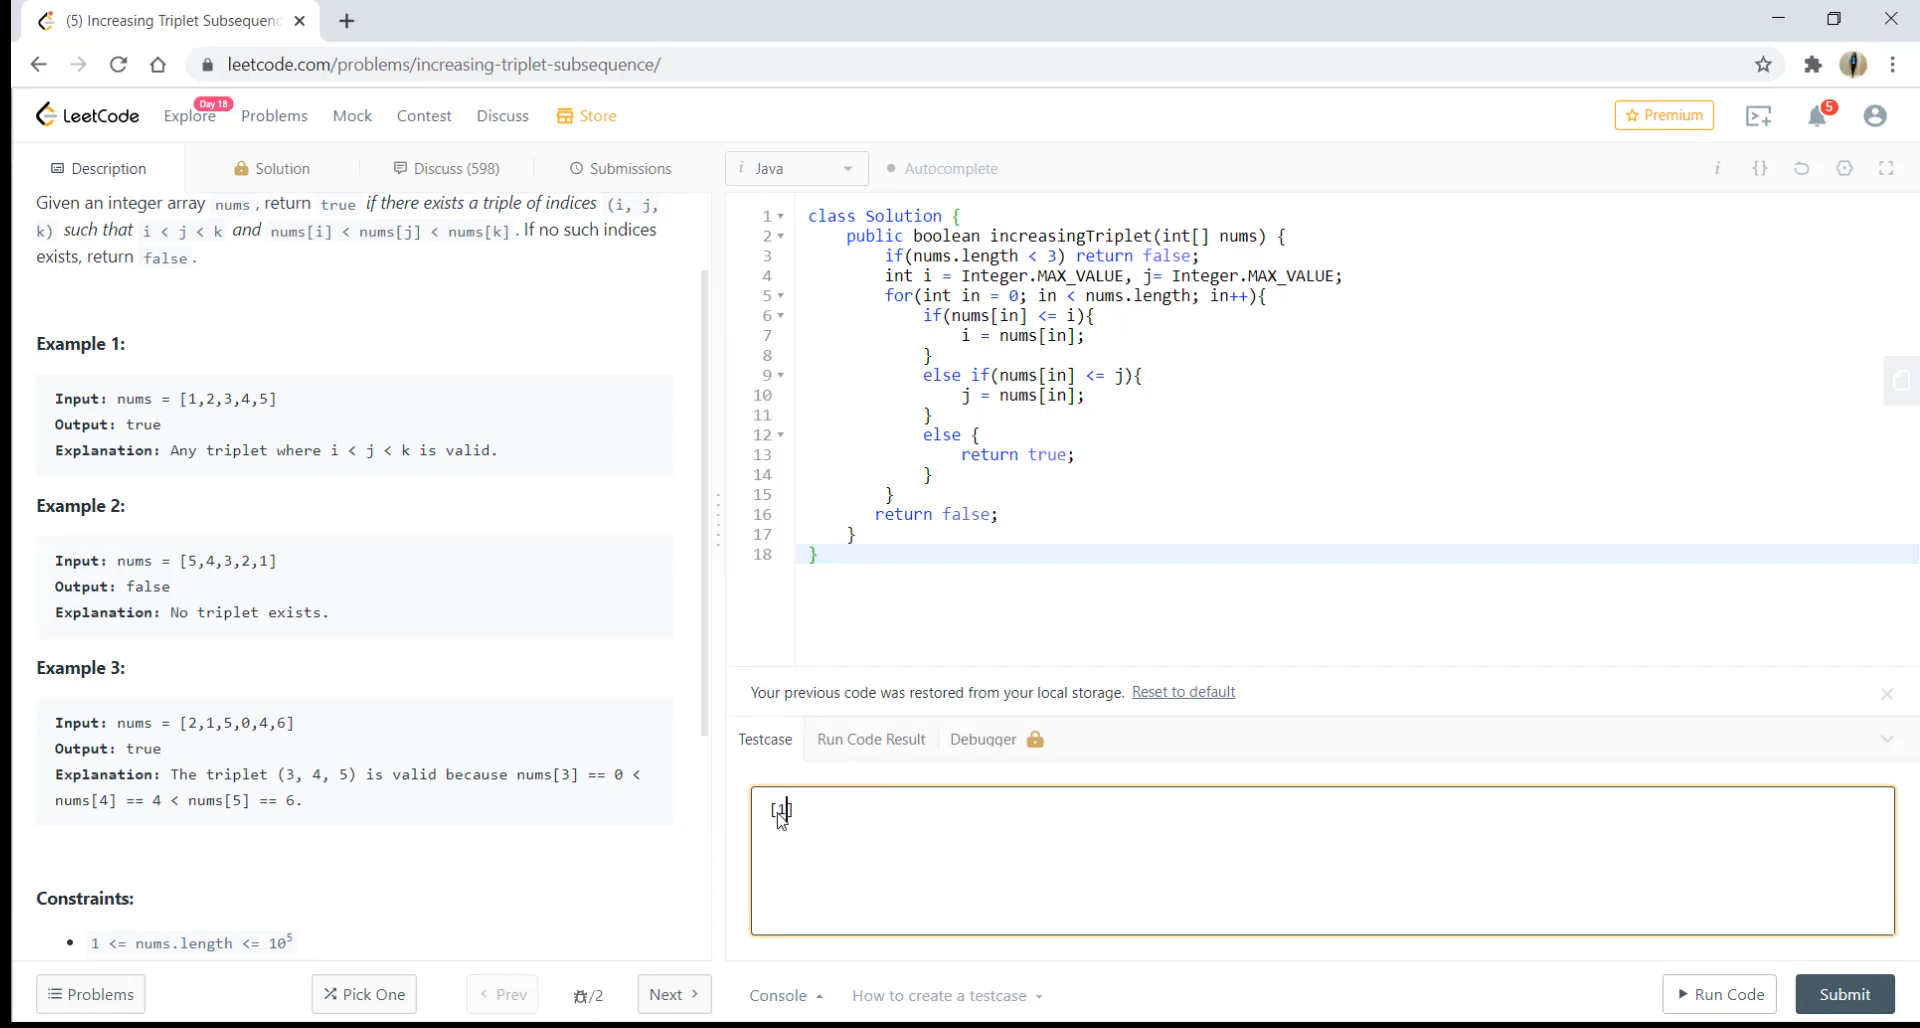 (5) Increasing Triplet Subsequenc
leetcode.com/problems/increasing-triplet-subsequence/
LeetCode
Explore
Day 18
Problems
Mock
Contest
Discuss
Store
Premium
5
Description
Solution
Discuss (598)
Submissions
i Java
Autocomplete
i
{}
Given an integer array nums, return true if there exists a triple of indices (i, j,
k) such that i < j < k and nums[i] < nums[j] < nums[k]. If no such indices
exists, return false.
Example 1:
Input: nums = [1,2,3,4,5]
Output: true
Explanation: Any triplet where i < j < k is valid.
Example 2:
Input: nums = [5,4,3,2,1]
Output: false
Explanation: No triplet exists.
Example 3:
Input: nums = [2,1,5,0,4,6]
Output: true
Explanation: The triplet (3, 4, 5) is valid because nums[3] == 0 <
nums[4] == 4 < nums[5] == 6.
Constraints:
• 1 <= nums.length <= 10⁵
Problems
Pick One
< Prev
/2
Next >
1 class Solution {
2 public boolean increasingTriplet(int[] nums) {
3 if(nums.length < 3) return false;
4 int i = Integer.MAX_VALUE, j= Integer.MAX_VALUE;
5 for(int in = 0; in < nums.length; in++){
6 if(nums[in] <= i){
7 i = nums[in];
8 }
9 else if(nums[in] <= j){
10 j = nums[in];
11 }
12 else {
13 return true;
14 }
15 }
16 return false;
17 }
18 }
Your previous code was restored from your local storage. Reset to default
Testcase
Run Code Result
Debugger
[1]
Console
How to create a testcase
Run Code
Submit